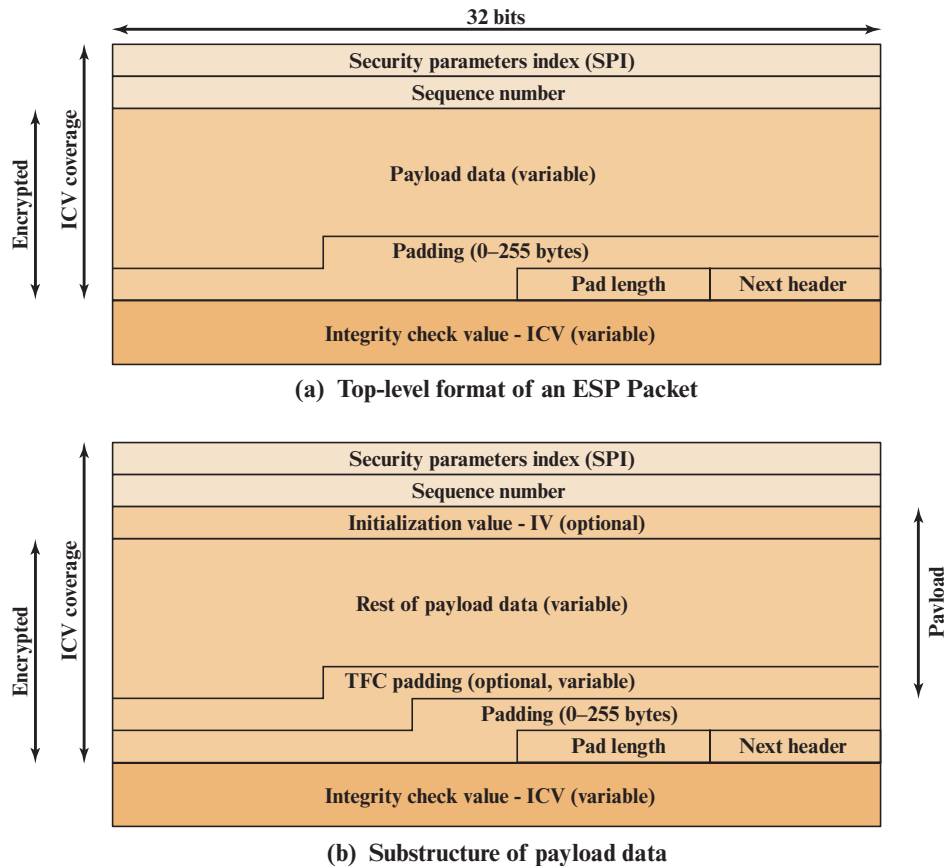 32 bits
Security parameters index (SPI)
Sequence number
Encrypted
ICV coverage
Payload data (variable)
Padding (0–255 bytes)
Pad length
Next header
Integrity check value - ICV (variable)
(a) Top-level format of an ESP Packet
Security parameters index (SPI)
Sequence number
Initialization value - IV (optional)
Encrypted
ICV coverage
Rest of payload data (variable)
Payload
TFC padding (optional, variable)
Padding (0–255 bytes)
Pad length
Next header
Integrity check value - ICV (variable)
(b) Substructure of payload data